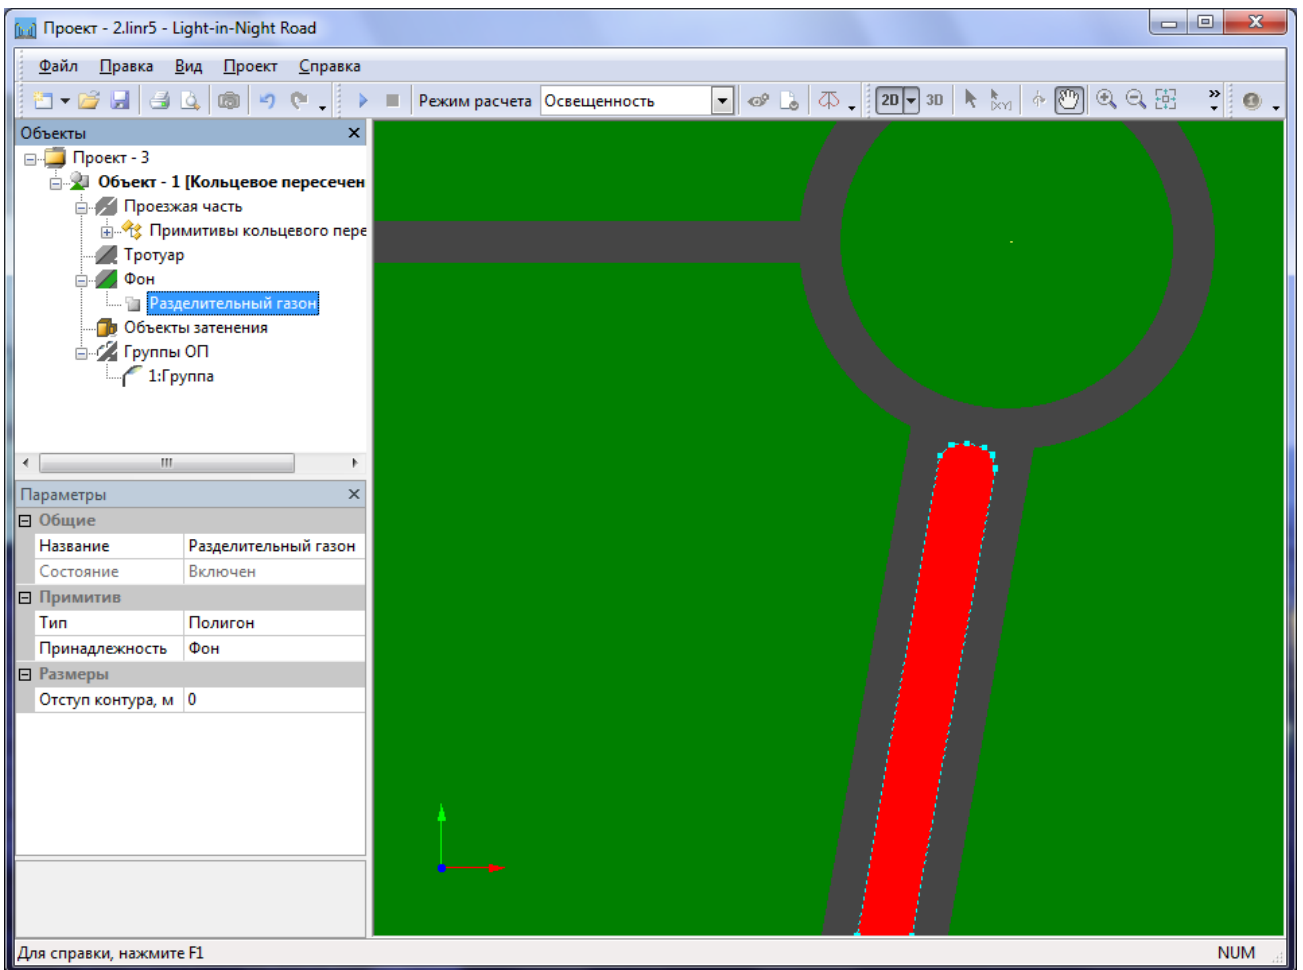 Проект - 2.linr5 - Light-in-Night Road
Файл Правка Вид Проект Справка
Режим расчета Освещенность 2D 3D
Объекты
Проект - 3
Объект - 1 [Кольцевое пересечен
Проезжая часть
Примитивы кольцевого пере
Тротуар
Фон
Разделительный газон
Объекты затенения
Группы ОП
1:Группа
Параметры
Общие
Название Разделительный газон
Состояние Включен
Примитив
Тип Полигон
Принадлежность Фон
Размеры
Отступ контура, м 0
Для справки, нажмите F1 NUM